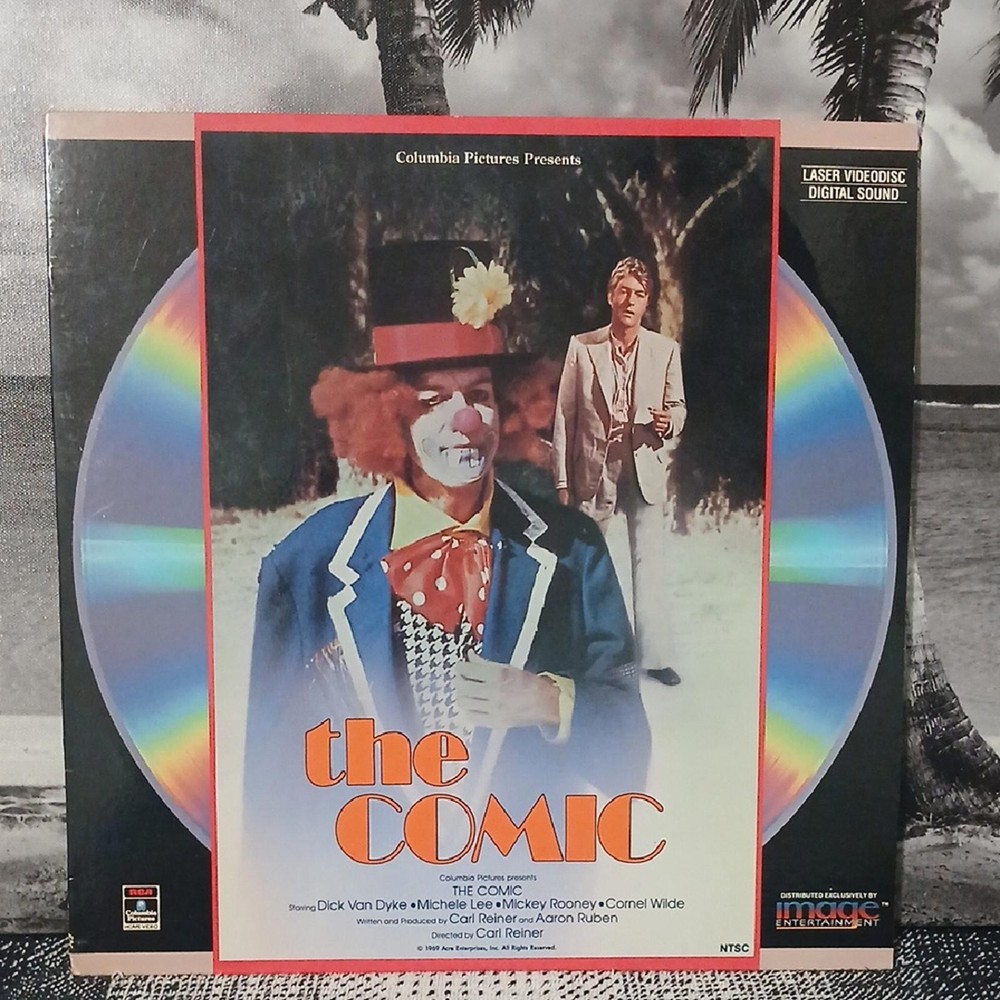 Columbia Pictures Presents
LASER VIDEODISC
DIGITAL SOUND
the
COMIC
Columbia Pictures presents
THE COMIC
Starring Dick Van Dyke • Michele Lee • Mickey Rooney • Cornel Wilde
Written and Produced by Carl Reiner and Aaron Ruben
Directed by Carl Reiner
© 1969 Acre Enterprises, Inc. All Rights Reserved.
NTSC
RCA
Columbia
Pictures
HOME VIDEO
DISTRIBUTED EXCLUSIVELY BY
image™
ENTERTAINMENT